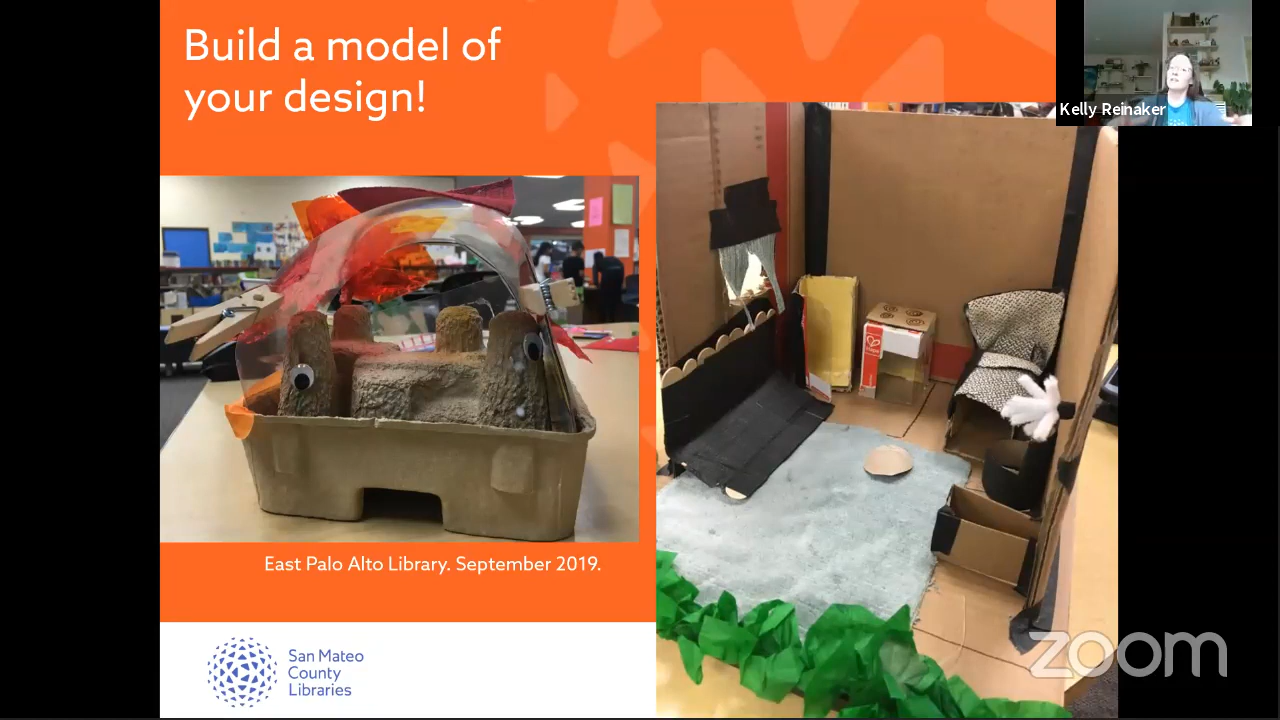 Build a model of
your design!
Kelly Reinaker
East Palo Alto Library. September 2019.
San Mateo
County
Libraries
zoom